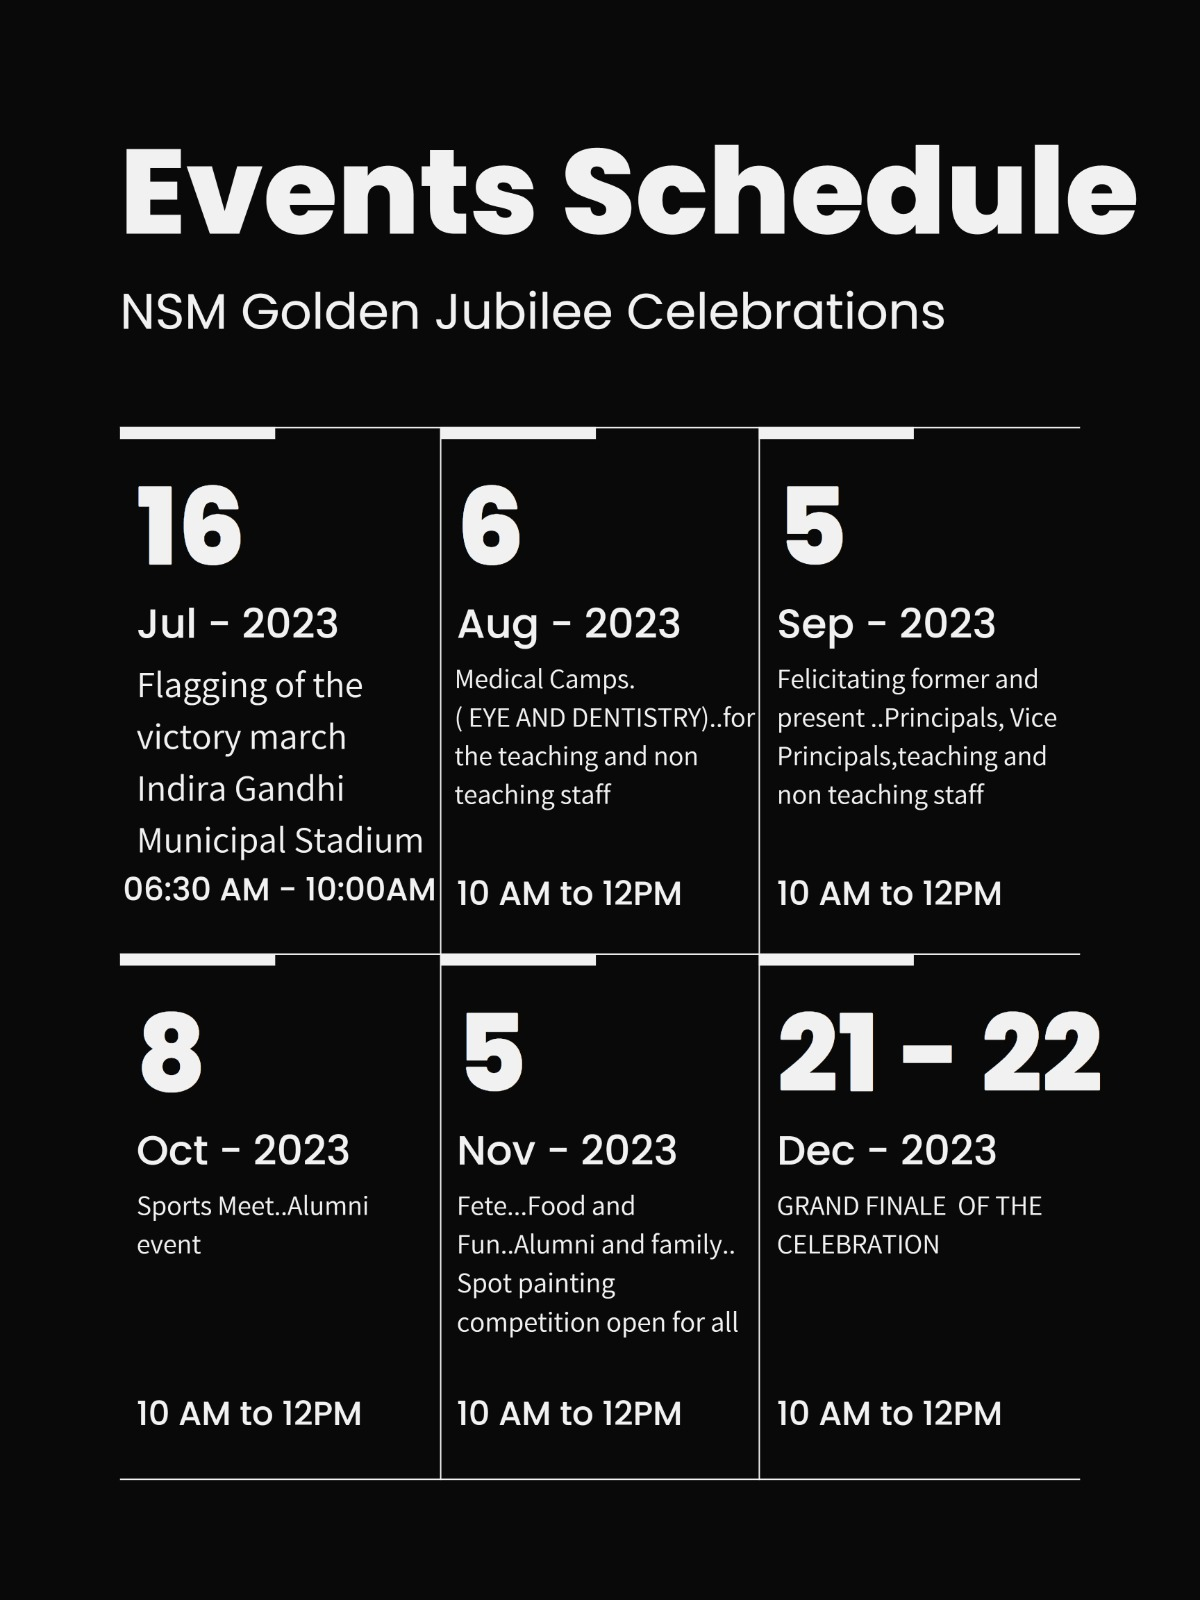 Events Schedule
NSM Golden Jubilee Celebrations
16
Jul - 2023
Flagging of the
victory march
Indira Gandhi
Municipal Stadium
06:30 AM - 10:00AM
6
Aug - 2023
Medical Camps.
( EYE AND DENTISTRY)..for
the teaching and non
teaching staff
10 AM to 12PM
5
Sep - 2023
Felicitating former and
present ..Principals, Vice
Principals,teaching and
non teaching staff
10 AM to 12PM
8
Oct - 2023
Sports Meet..Alumni
event
10 AM to 12PM
5
Nov - 2023
Fete...Food and
Fun..Alumni and family..
Spot painting
competition open for all
10 AM to 12PM
21 - 22
Dec - 2023
GRAND FINALE  OF THE
CELEBRATION
10 AM to 12PM